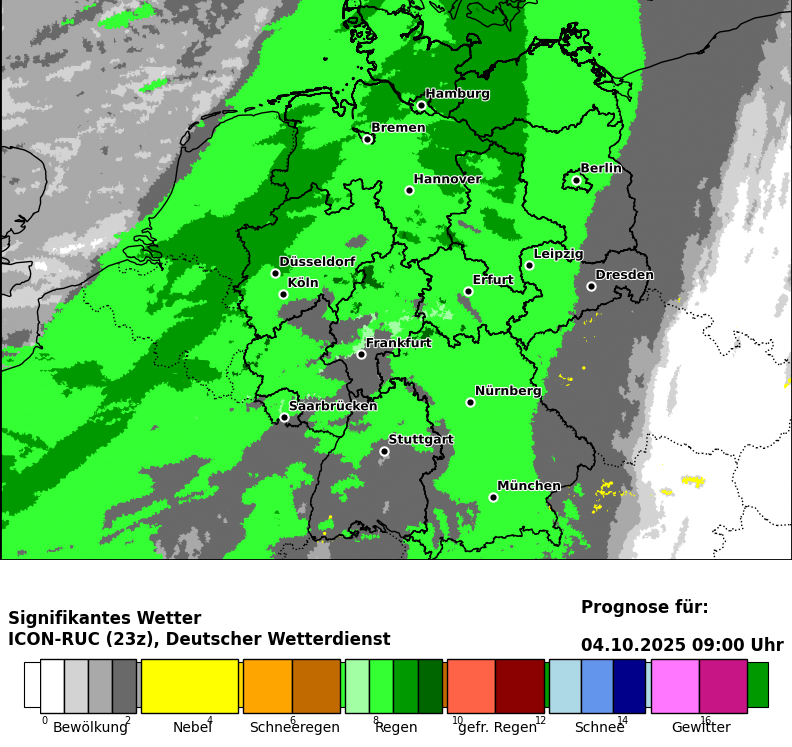 Hamburg
Bremen
Berlin
Hannover
Leipzig
Düsseldorf
Dresden
Köln
Erfurt
Frankfurt
Nürnberg
Saarbrücken
Stuttgart
München
Prognose für:
Signifikantes Wetter
ICON-RUC (23z), Deutscher Wetterdienst
04.10.2025 09:00 Uhr
0 2 4 6 8 10 12 14 16
Bewölkung Nebel Schneeregen Regen gefr. Regen Schnee Gewitter